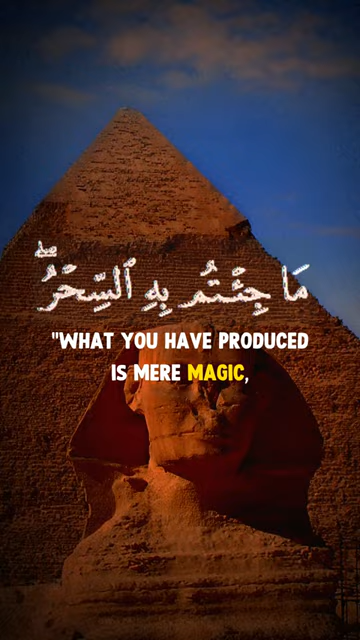 مَا جِئْتُم بِهِ ٱلسِّحْرُ ۖ
"WHAT YOU HAVE PRODUCED
IS MERE MAGIC,